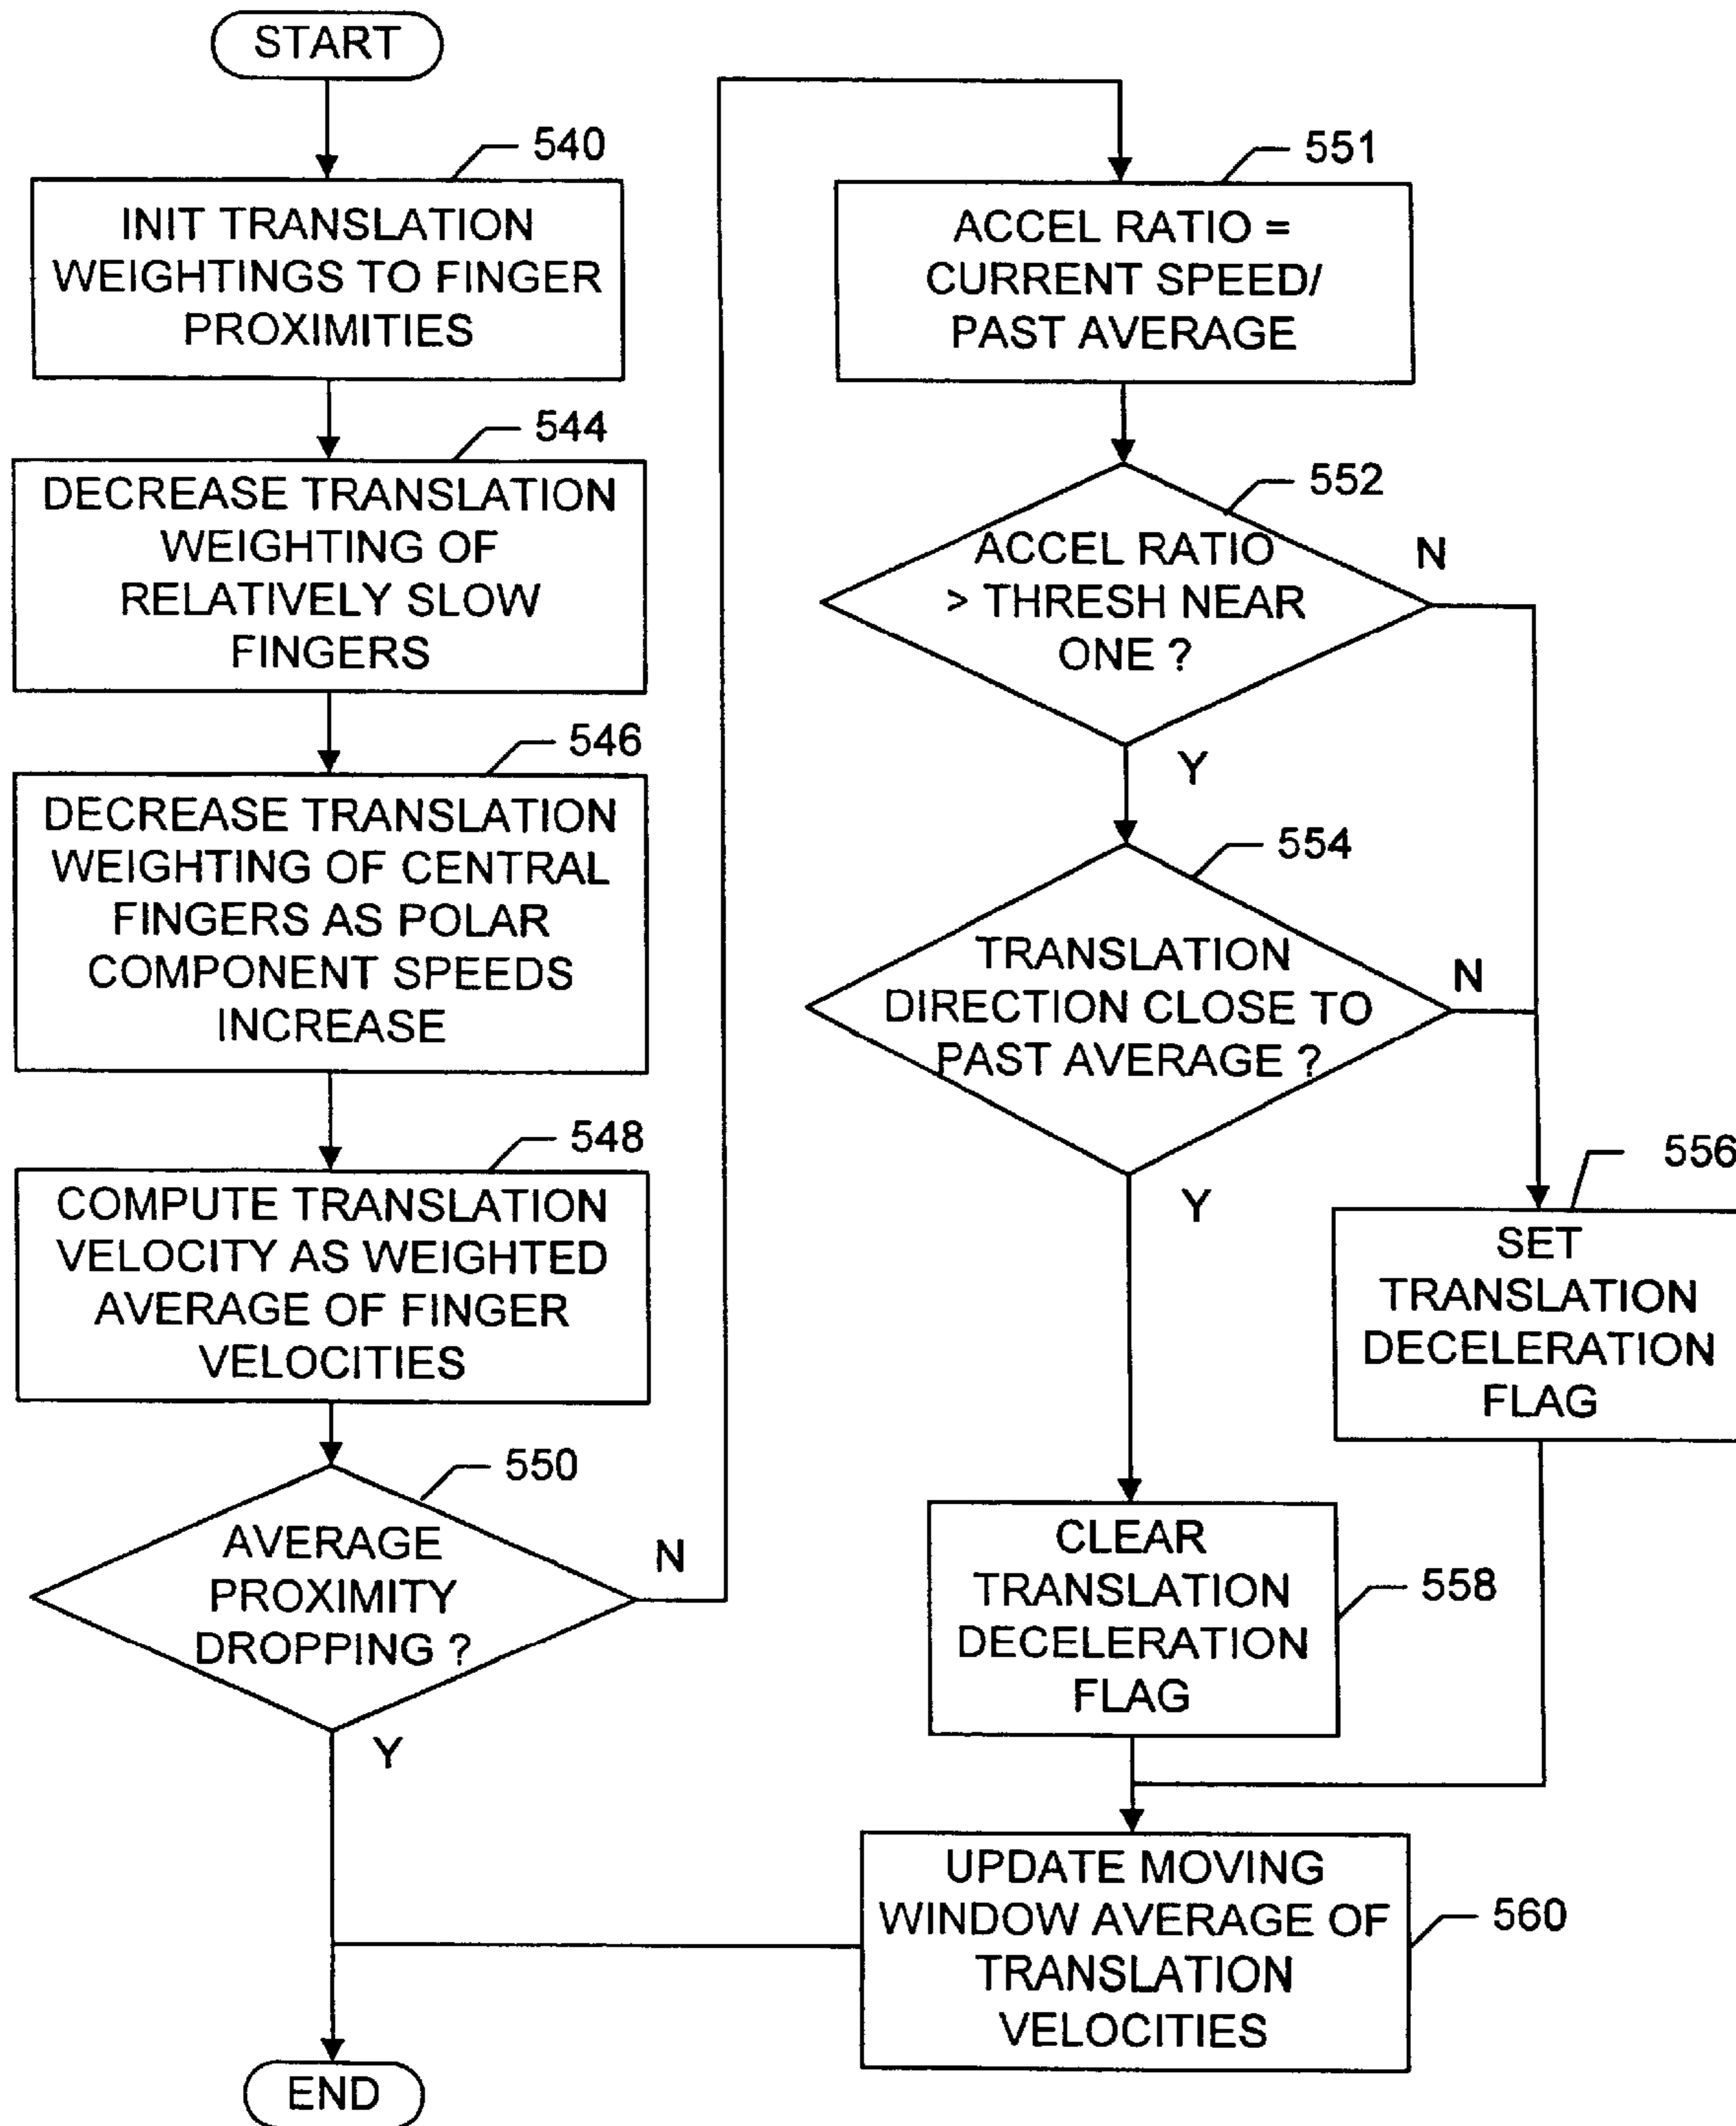 START
540
INIT TRANSLATION
WEIGHTINGS TO FINGER
PROXIMITIES
544
DECREASE TRANSLATION
WEIGHTING OF
RELATIVELY SLOW
FINGERS
546
DECREASE TRANSLATION
WEIGHTING OF CENTRAL
FINGERS AS POLAR
COMPONENT SPEEDS
INCREASE
548
COMPUTE TRANSLATION
VELOCITY AS WEIGHTED
AVERAGE OF FINGER
VELOCITIES
550
AVERAGE
PROXIMITY
DROPPING ?
N
Y
551
ACCEL RATIO =
CURRENT SPEED/
PAST AVERAGE
552
ACCEL RATIO
> THRESH NEAR
ONE ?
N
Y
554
TRANSLATION
DIRECTION CLOSE TO
PAST AVERAGE ?
N
Y
556
SET
TRANSLATION
DECELERATION
FLAG
CLEAR
TRANSLATION
DECELERATION
FLAG
558
UPDATE MOVING
WINDOW AVERAGE OF
TRANSLATION
VELOCITIES
560
END